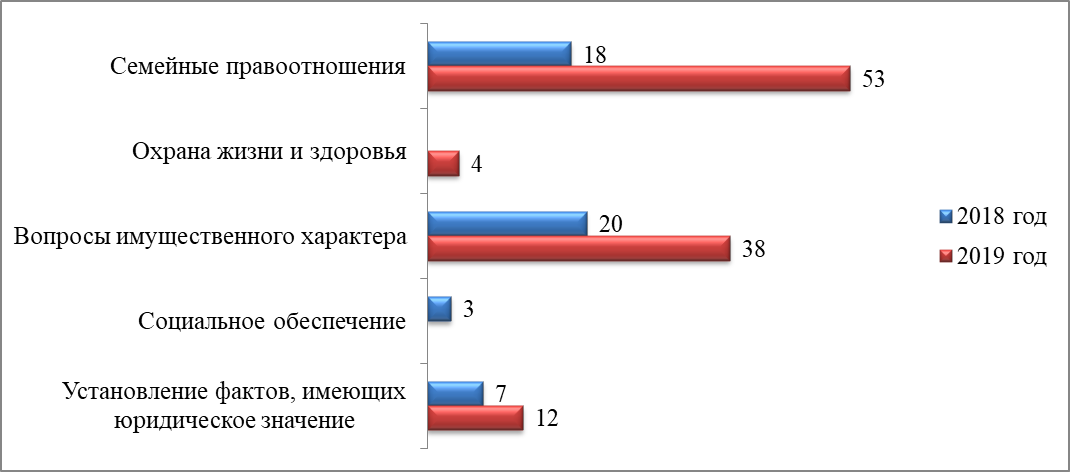 Семейные правоотношения
18
53
Охрана жизни и здоровья
4
Вопросы имущественного характера
20
38
Социальное обеспечение
3
Установление фактов, имеющих
юридическое значение
7
12
2018 год
2019 год